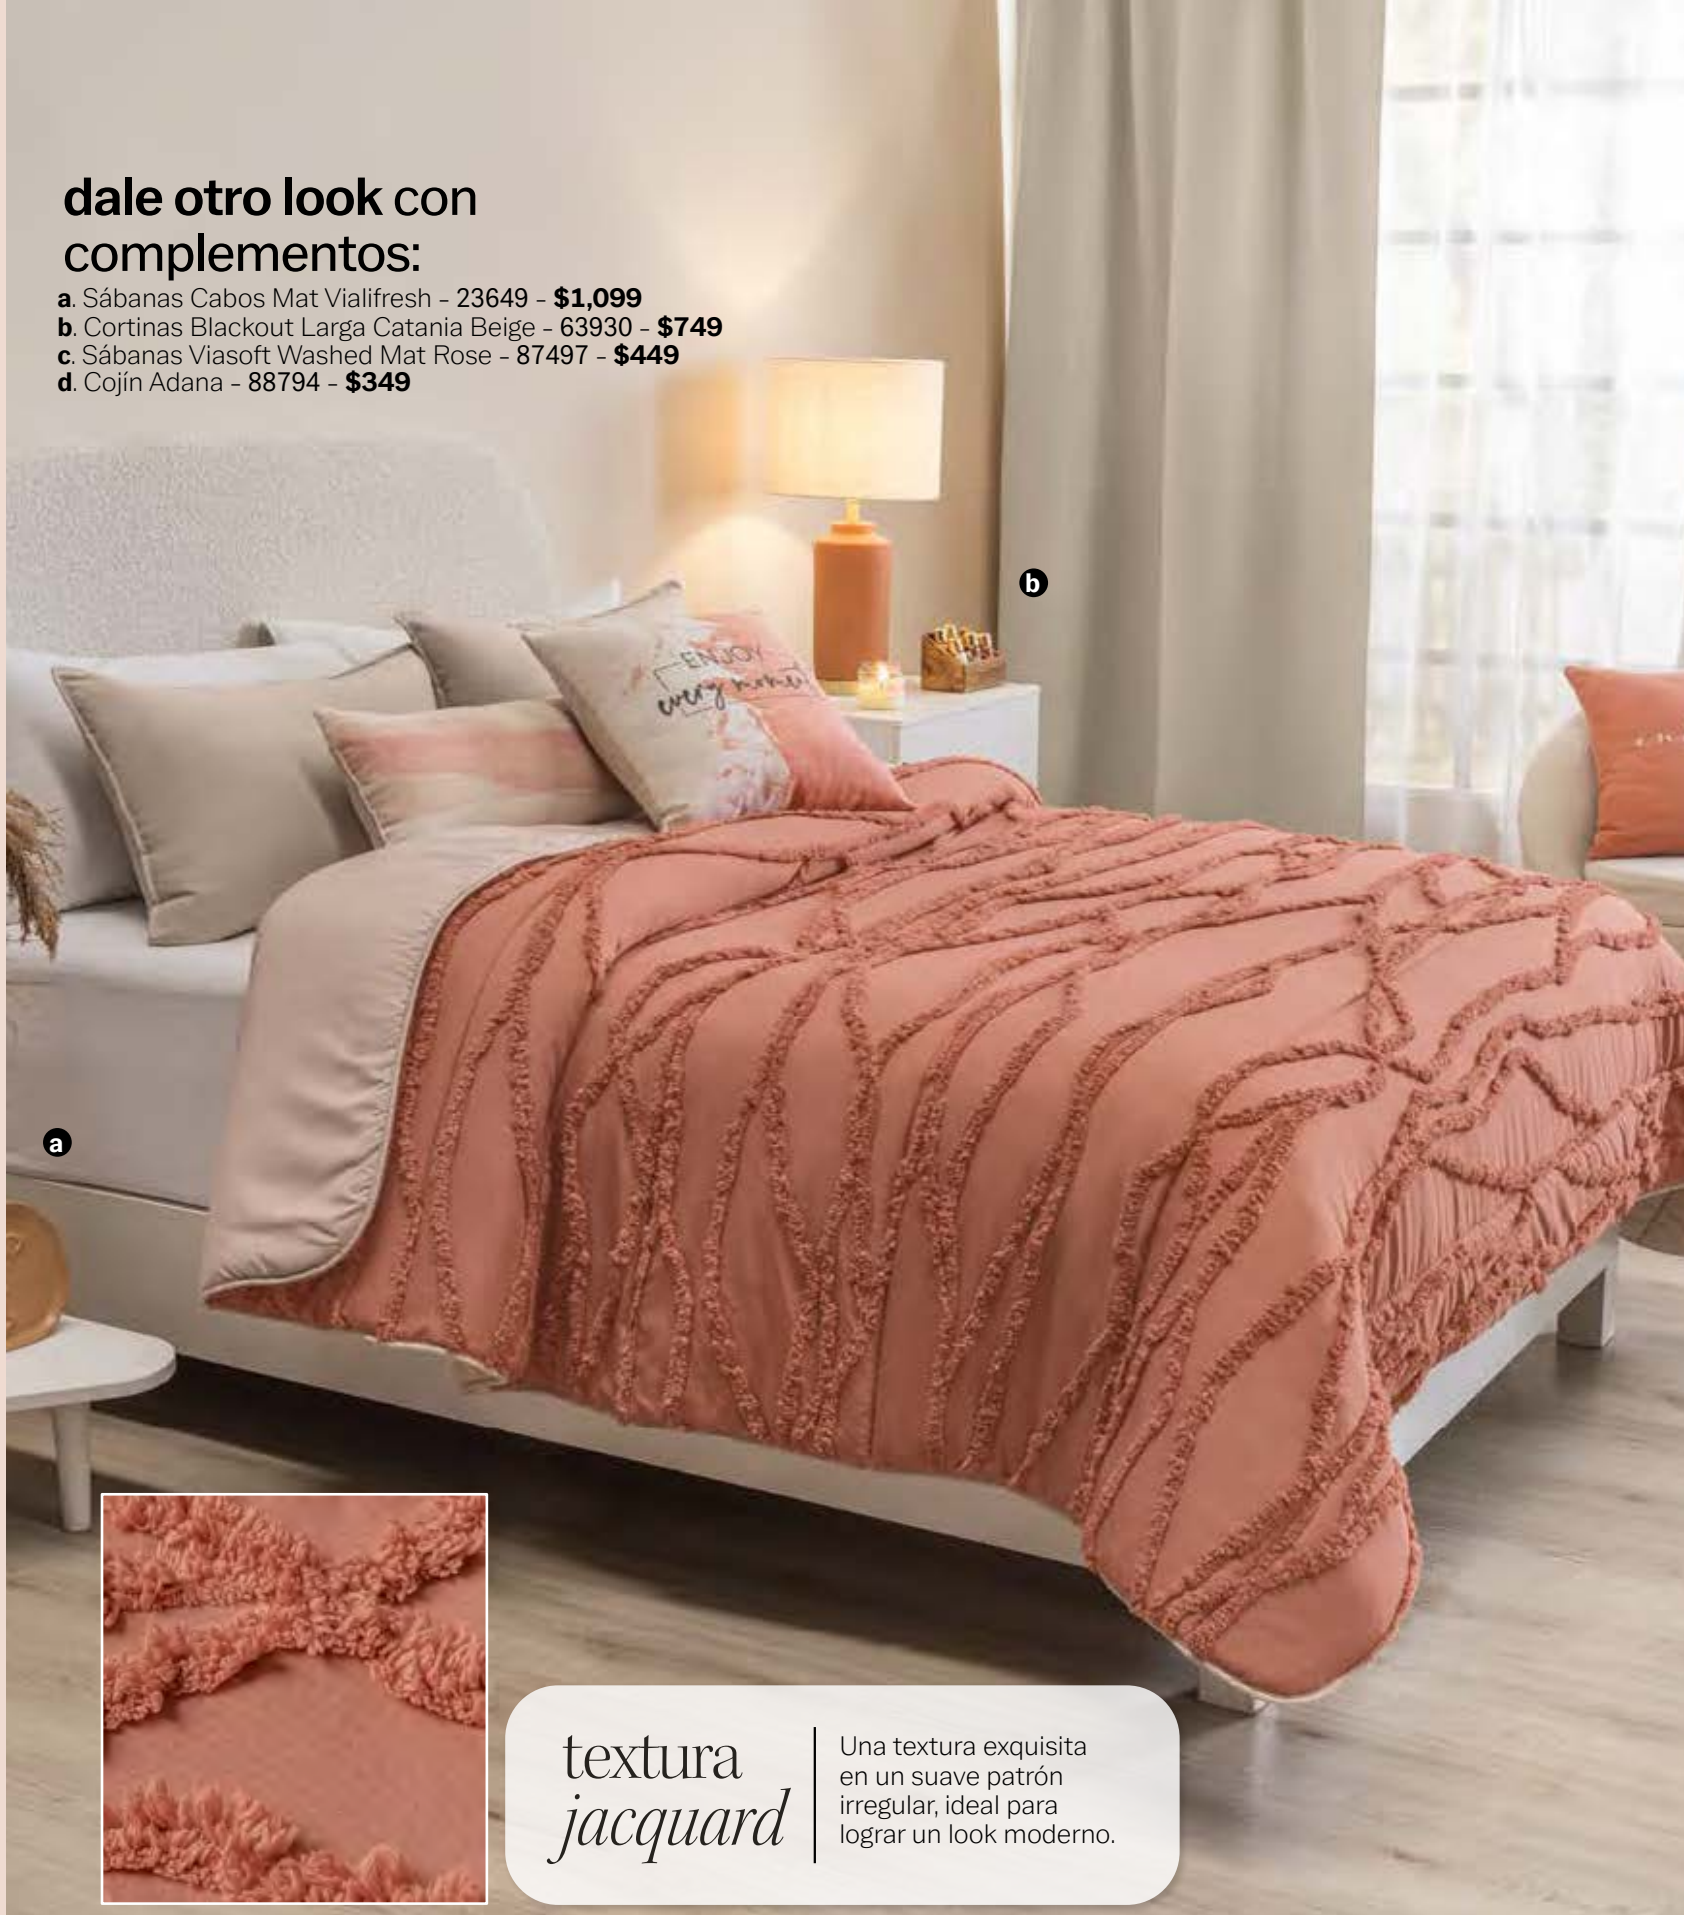 dale otro look con
complementos:
a. Sábanas Cabos Mat Vialifresh - 23649 - $1,099
b. Cortinas Blackout Larga Catania Beige - 63930 - $749
c. Sábanas Viasoft Washed Mat Rose - 87497 - $449
d. Cojín Adana - 88794 - $349
b
ENJOY
every moment
a
textura
jacquard
Una textura exquisita
en un suave patrón
irregular, ideal para
lograr un look moderno.